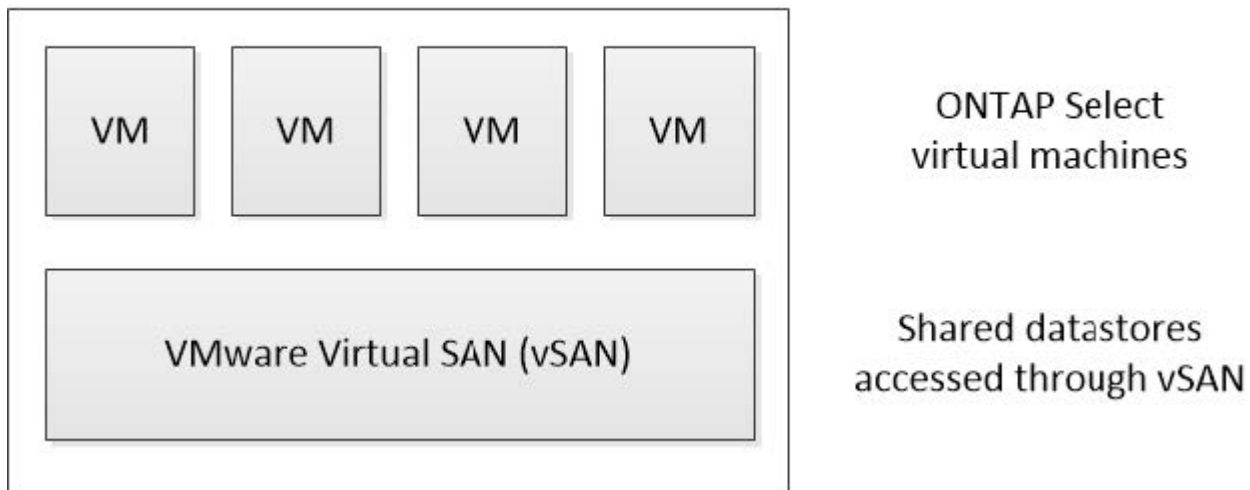 VM VM VM VM
ONTAP Select
virtual machines
VMware Virtual SAN (vSAN)
Shared datastores
accessed through vSAN